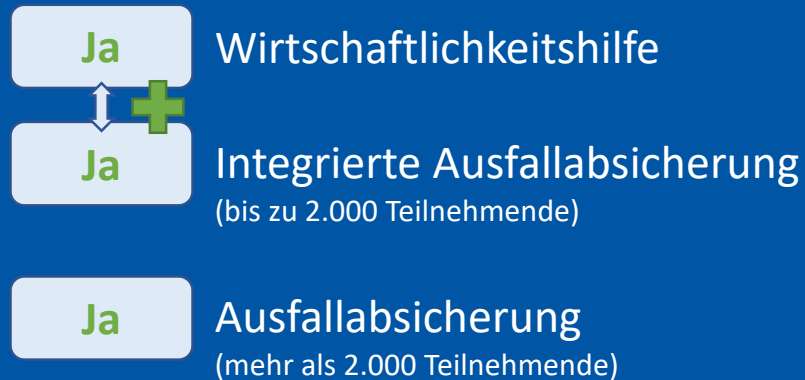 Ja Wirtschaftlichkeitshilfe
Ja Integrierte Ausfallabsicherung
(bis zu 2.000 Teilnehmende)
Ja Ausfallabsicherung
(mehr als 2.000 Teilnehmende)